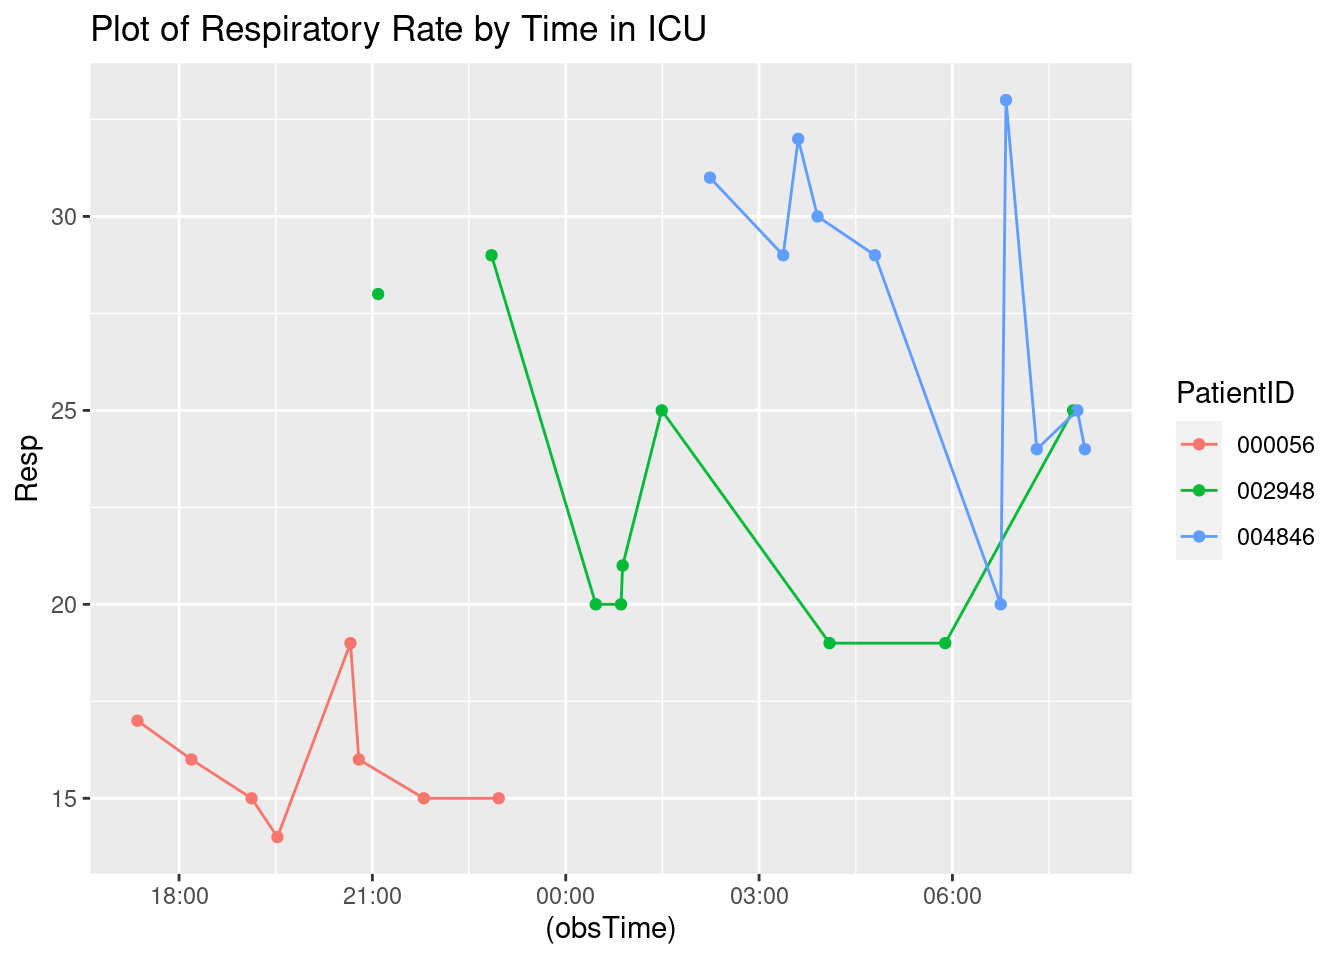 Plot of Respiratory Rate by Time in ICU
Resp
30
25
20
15
18:00 21:00 00:00 03:00 06:00
(obsTime)
PatientID
000056
002948
004846